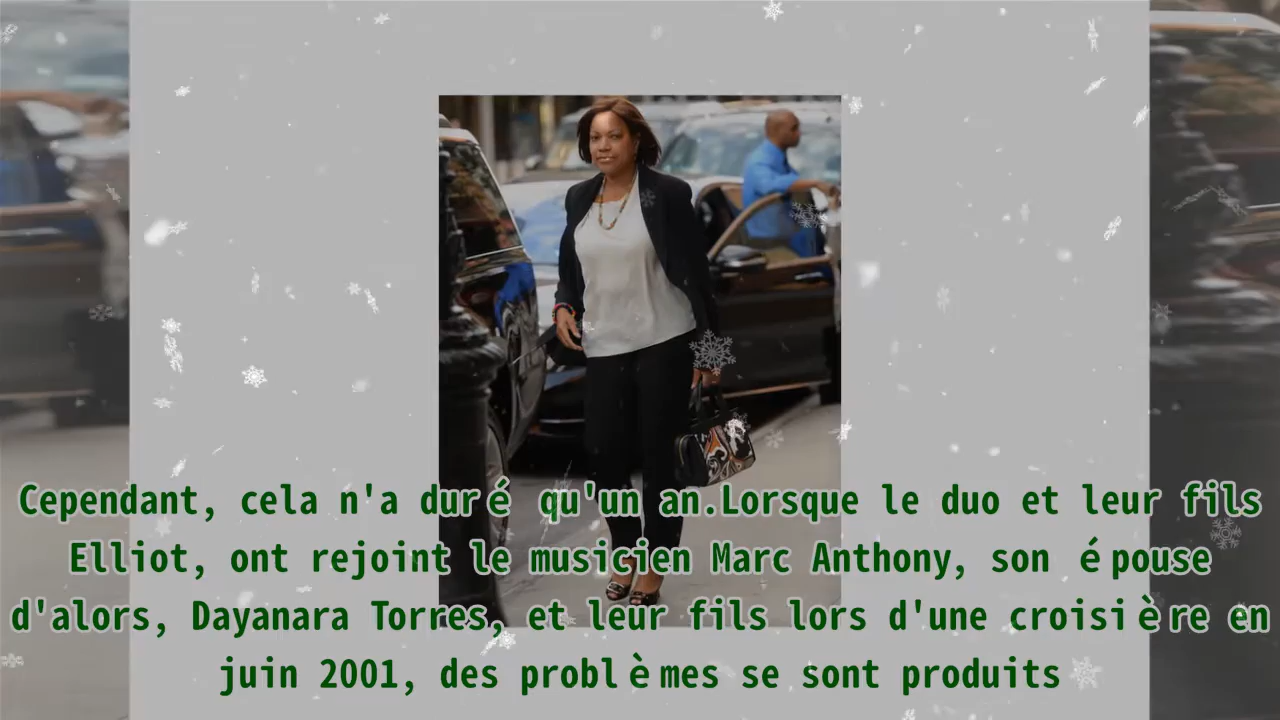 Cependant, cela n'a duré qu'un an.Lorsque le duo et leur fils
Elliot, ont rejoint le musicien Marc Anthony, son épouse
d'alors, Dayanara Torres, et leur fils lors d'une croisière en
juin 2001, des problèmes se sont produits